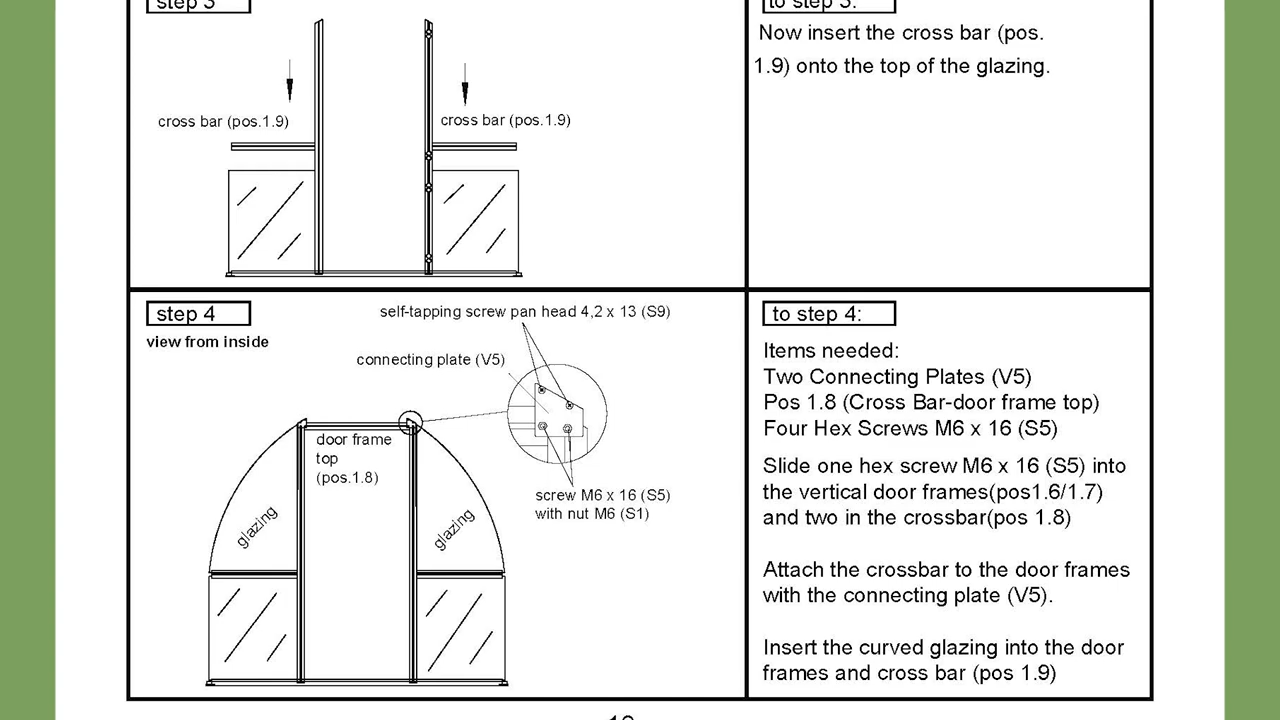 step 3
cross bar (pos.1.9)
cross bar (pos.1.9)
to step 3:
Now insert the cross bar (pos.
1.9) onto the top of the glazing.
step 4
view from inside
self-tapping screw pan head 4,2 x 13 (S9)
connecting plate (V5)
door frame
top
(pos.1.8)
glazing
glazing
screw M6 x 16 (S5)
with nut M6 (S1)
to step 4:
Items needed:
Two Connecting Plates (V5)
Pos 1.8 (Cross Bar-door frame top)
Four Hex Screws M6 x 16 (S5)
Slide one hex screw M6 x 16 (S5) into
the vertical door frames(pos1.6/1.7)
and two in the crossbar(pos 1.8)
Attach the crossbar to the door frames
with the connecting plate (V5).
Insert the curved glazing into the door
frames and cross bar (pos 1.9)